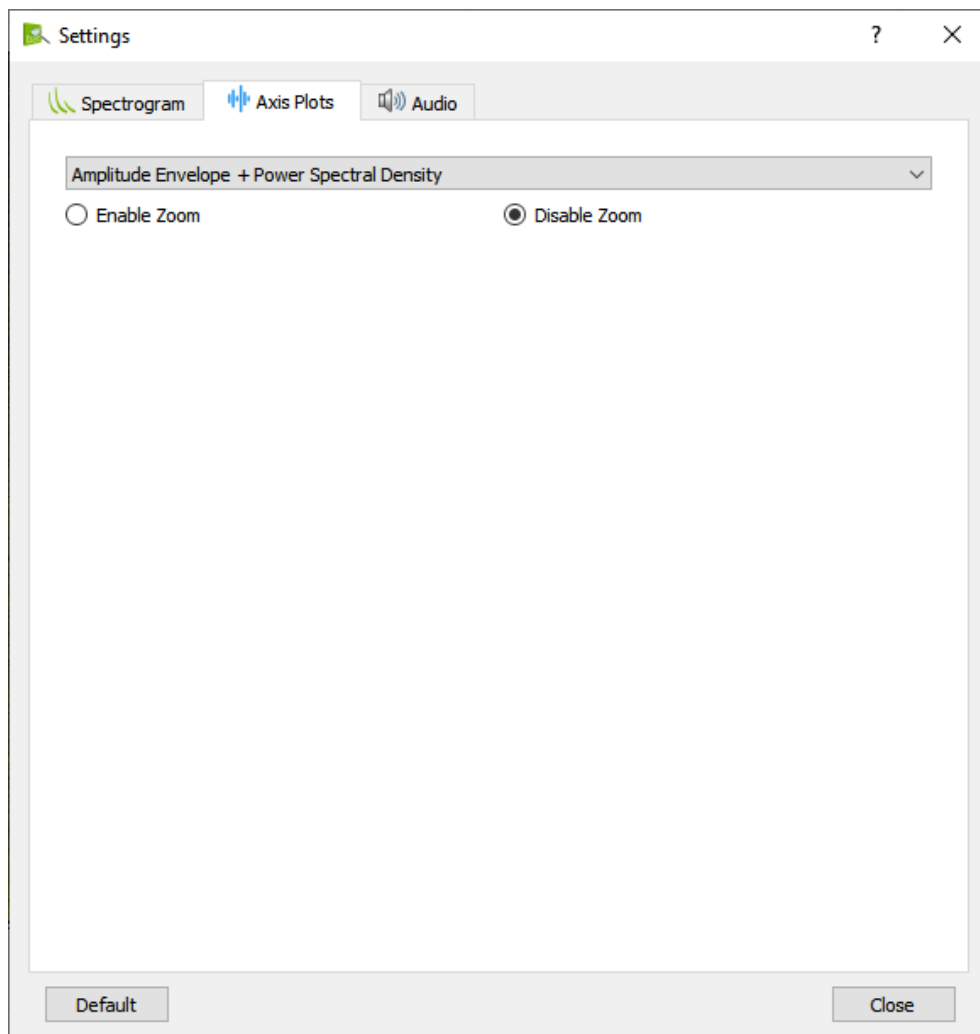 Settings
?
Spectrogram Axis Plots Audio
Amplitude Envelope + Power Spectral Density
Enable Zoom Disable Zoom
Default Close